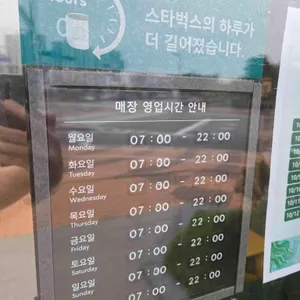 스타벅스의 하루가
더 길어졌습니다.
매장 영업시간 안내
월요일 07 : 00 - 22 : 00
Monday
화요일 07 : 00 - 22 : 00
Tuesday
수요일 07 : 00 - 22 : 00
Wednesday
목요일 07 : 00 - 22 : 00
Thursday
금요일 07 : 00 - 22 : 00
Friday
토요일 07 : 00 - 22 : 00
Saturday
일요일 07 : 00 - 22 : 00
Sunday